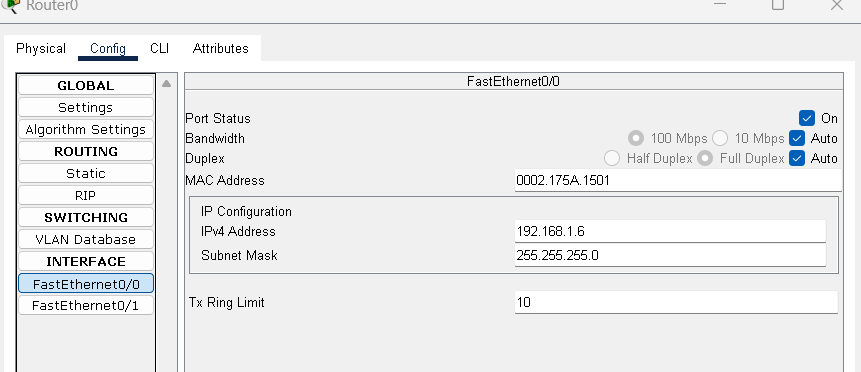 Router0
Physical Config CLI Attributes
GLOBAL
Settings
Algorithm Settings
ROUTING
Static
RIP
SWITCHING
VLAN Database
INTERFACE
FastEthernet0/0
FastEthernet0/1
FastEthernet0/0
Port Status On
Bandwidth 100 Mbps 10 Mbps Auto
Duplex Half Duplex Full Duplex Auto
MAC Address 0002.175A.1501
IP Configuration
IPv4 Address 192.168.1.6
Subnet Mask 255.255.255.0
Tx Ring Limit 10